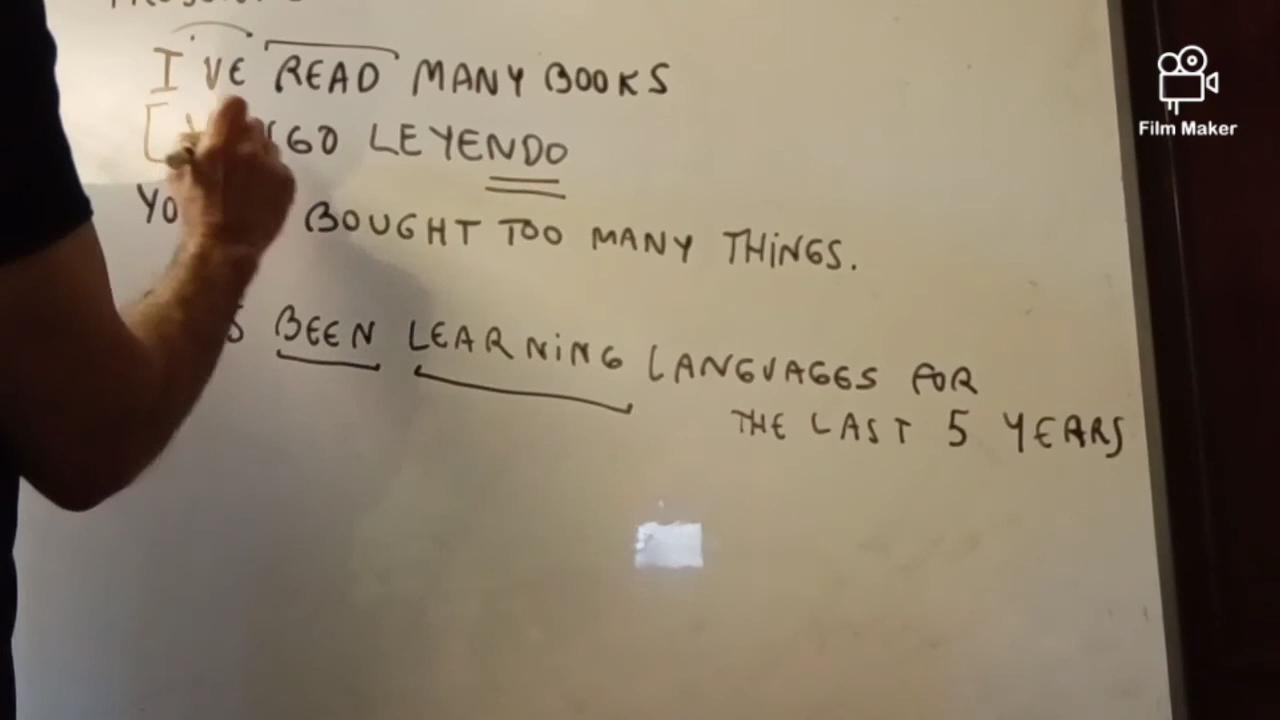 I'VE READ MANY BOOKS
LEYENDO
BOUGHT TOO MANY THINGS.
BEEN LEARNING LANGUAGES FOR
THE LAST 5 YEARS
Film Maker